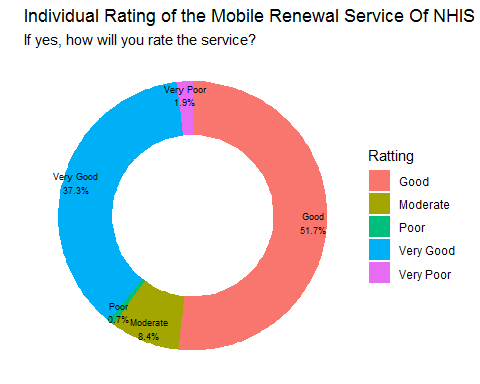 Individual Rating of the Mobile Renewal Service Of NHIS
If yes, how will you rate the service?
Very Poor
1.9%
Very Good
37.3%
Good
51.7%
Poor
0.7%
Moderate
8.4%
Ratting
Good
Moderate
Poor
Very Good
Very Poor